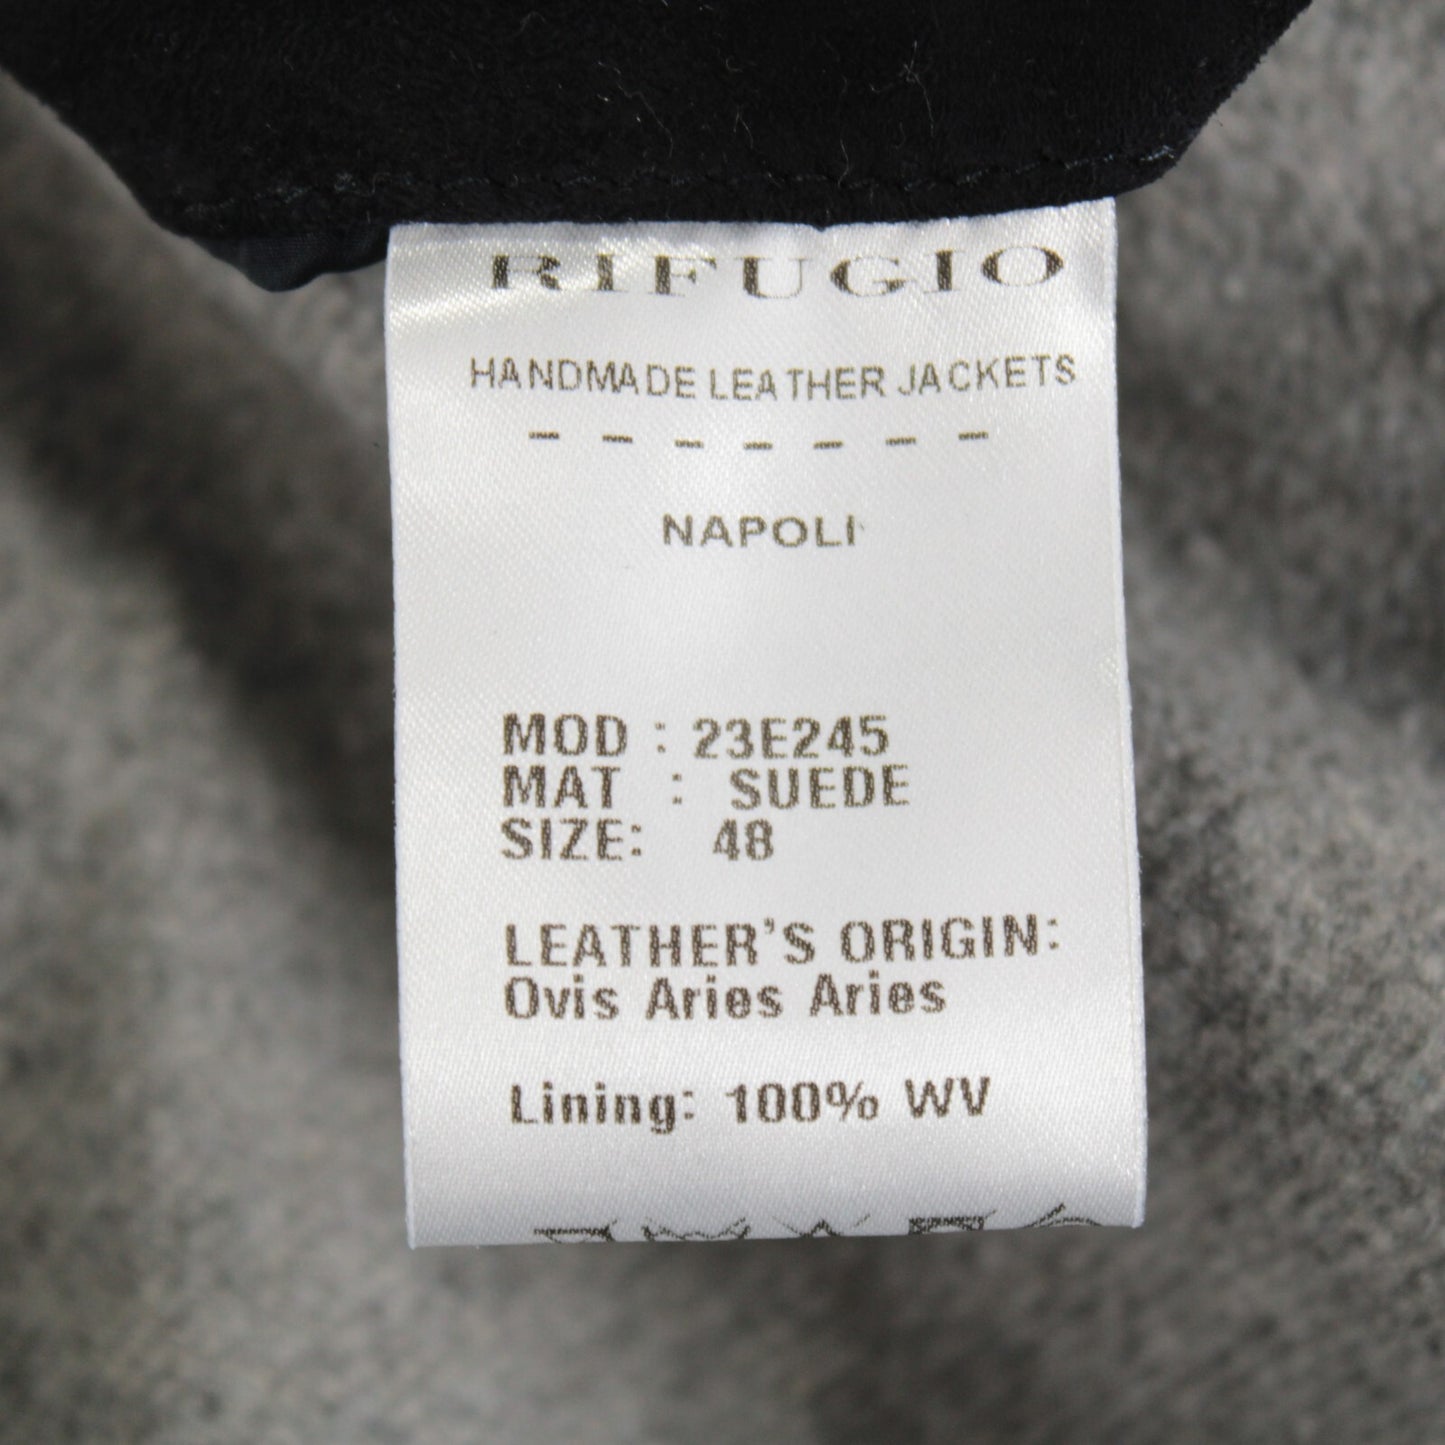 RIFUGIO
HANDMADE LEATHER JACKETS
- - - - - - -
NAPOLI
MOD : 23E245
MAT : SUEDE
SIZE: 48
LEATHER'S ORIGIN:
Ovis Aries Aries
Lining: 100% WV